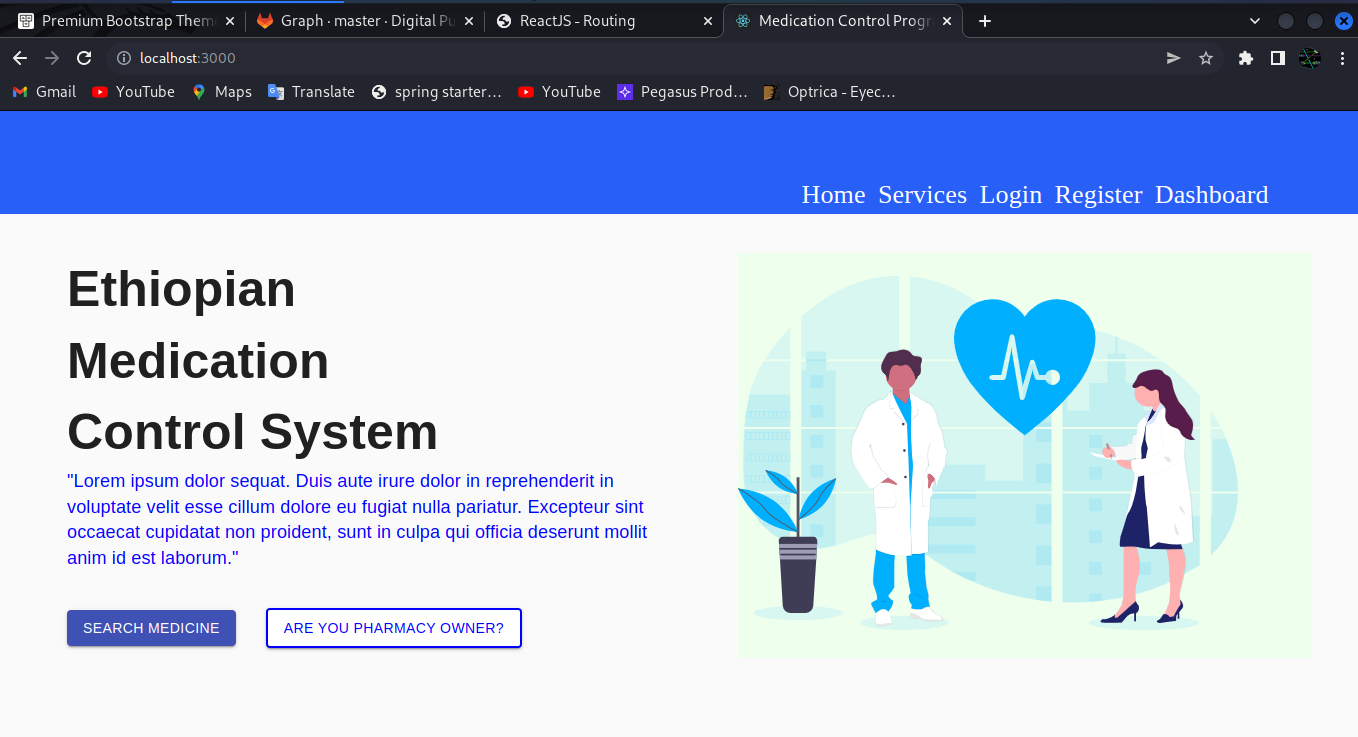 Premium Bootstrap Them
Graph · master · Digital Pu
ReactJS - Routing
Medication Control Progr
localhost:3000
Gmail
YouTube
Maps
Translate
spring starter...
YouTube
Pegasus Prod...
Optrica - Eyec...
Home Services Login Register Dashboard
Ethiopian
Medication
Control System
"Lorem ipsum dolor sequat. Duis aute irure dolor in reprehenderit in
voluptate velit esse cillum dolore eu fugiat nulla pariatur. Excepteur sint
occaecat cupidatat non proident, sunt in culpa qui officia deserunt mollit
anim id est laborum."
SEARCH MEDICINE
ARE YOU PHARMACY OWNER?